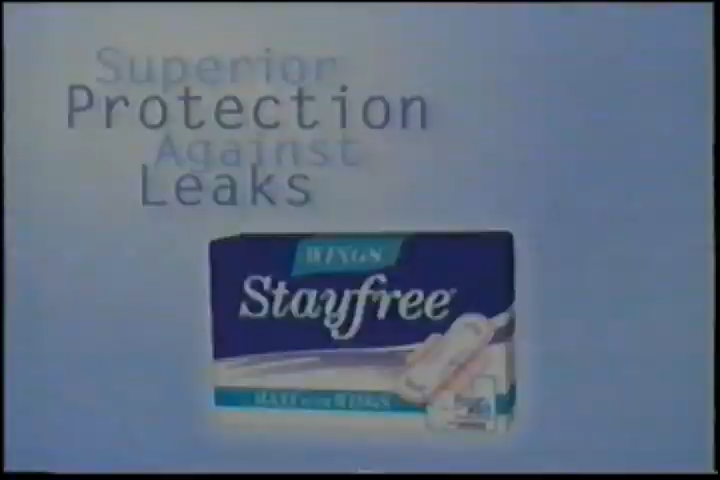 Superior
Protection
Against
Leaks
WINGS
Stayfree
MAXI WITH WINGS